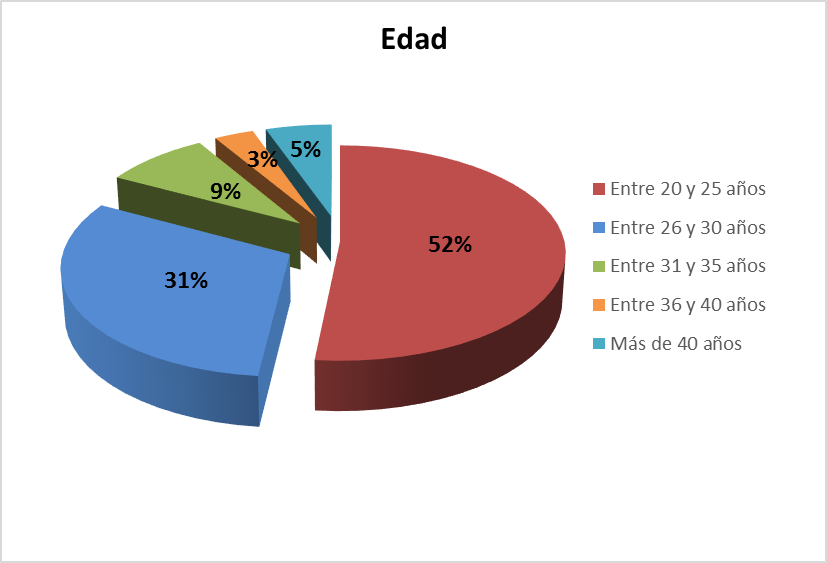 Edad
5%
3%
9%
52%
31%
Entre 20 y 25 años
Entre 26 y 30 años
Entre 31 y 35 años
Entre 36 y 40 años
Más de 40 años